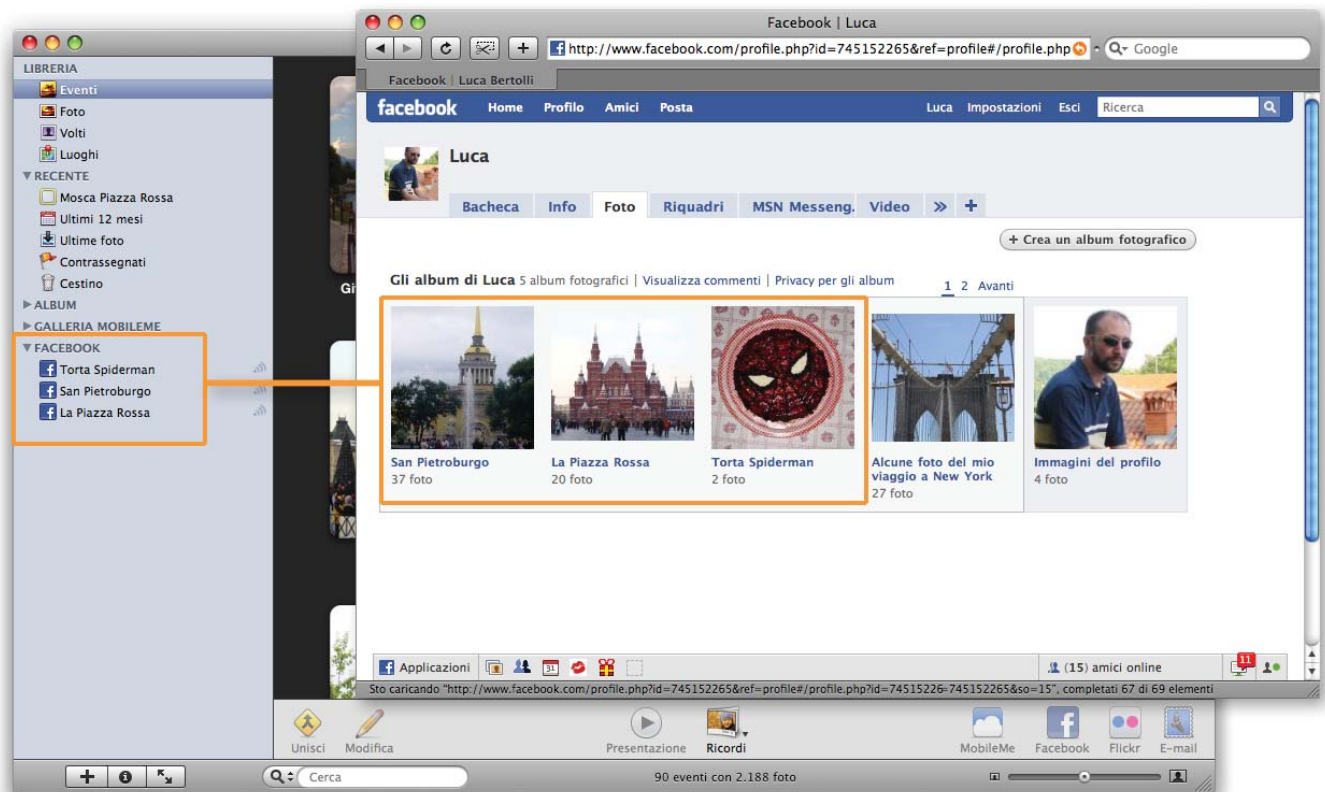 LIBRERIA
Eventi
Foto
Volti
Luoghi
RECENTE
Mosca Piazza Rossa
Ultimi 12 mesi
Ultime foto
Contrassegnati
Cestino
ALBUM
GALLERIA MOBILEME
FACEBOOK
Torta Spiderman
San Pietroburgo
La Piazza Rossa
Facebook | Luca
http://www.facebook.com/profile.php?id=745152265&ref=profile#/profile.php
Google
Facebook | Luca Bertolli
facebook Home Profilo Amici Posta Luca Impostazioni Esci Ricerca
Luca
Bacheca Info Foto Riquadri MSN Messeng. Video » +
+ Crea un album fotografico
Gli album di Luca 5 album fotografici | Visualizza commenti | Privacy per gli album 1 2 Avanti
San Pietroburgo
37 foto
La Piazza Rossa
20 foto
Torta Spiderman
2 foto
Alcune foto del mio
viaggio a New York
27 foto
Immagini del profilo
4 foto
Applicazioni 31 (15) amici online 11
Sto caricando "http://www.facebook.com/profile.php?id=745152265&ref=profile#/profile.php?id=74515226=745152265&so=15", completati 67 di 69 elementi
Unisci Modifica Presentazione Ricordi MobileMe Facebook Flickr E-mail
Cerca 90 eventi con 2.188 foto